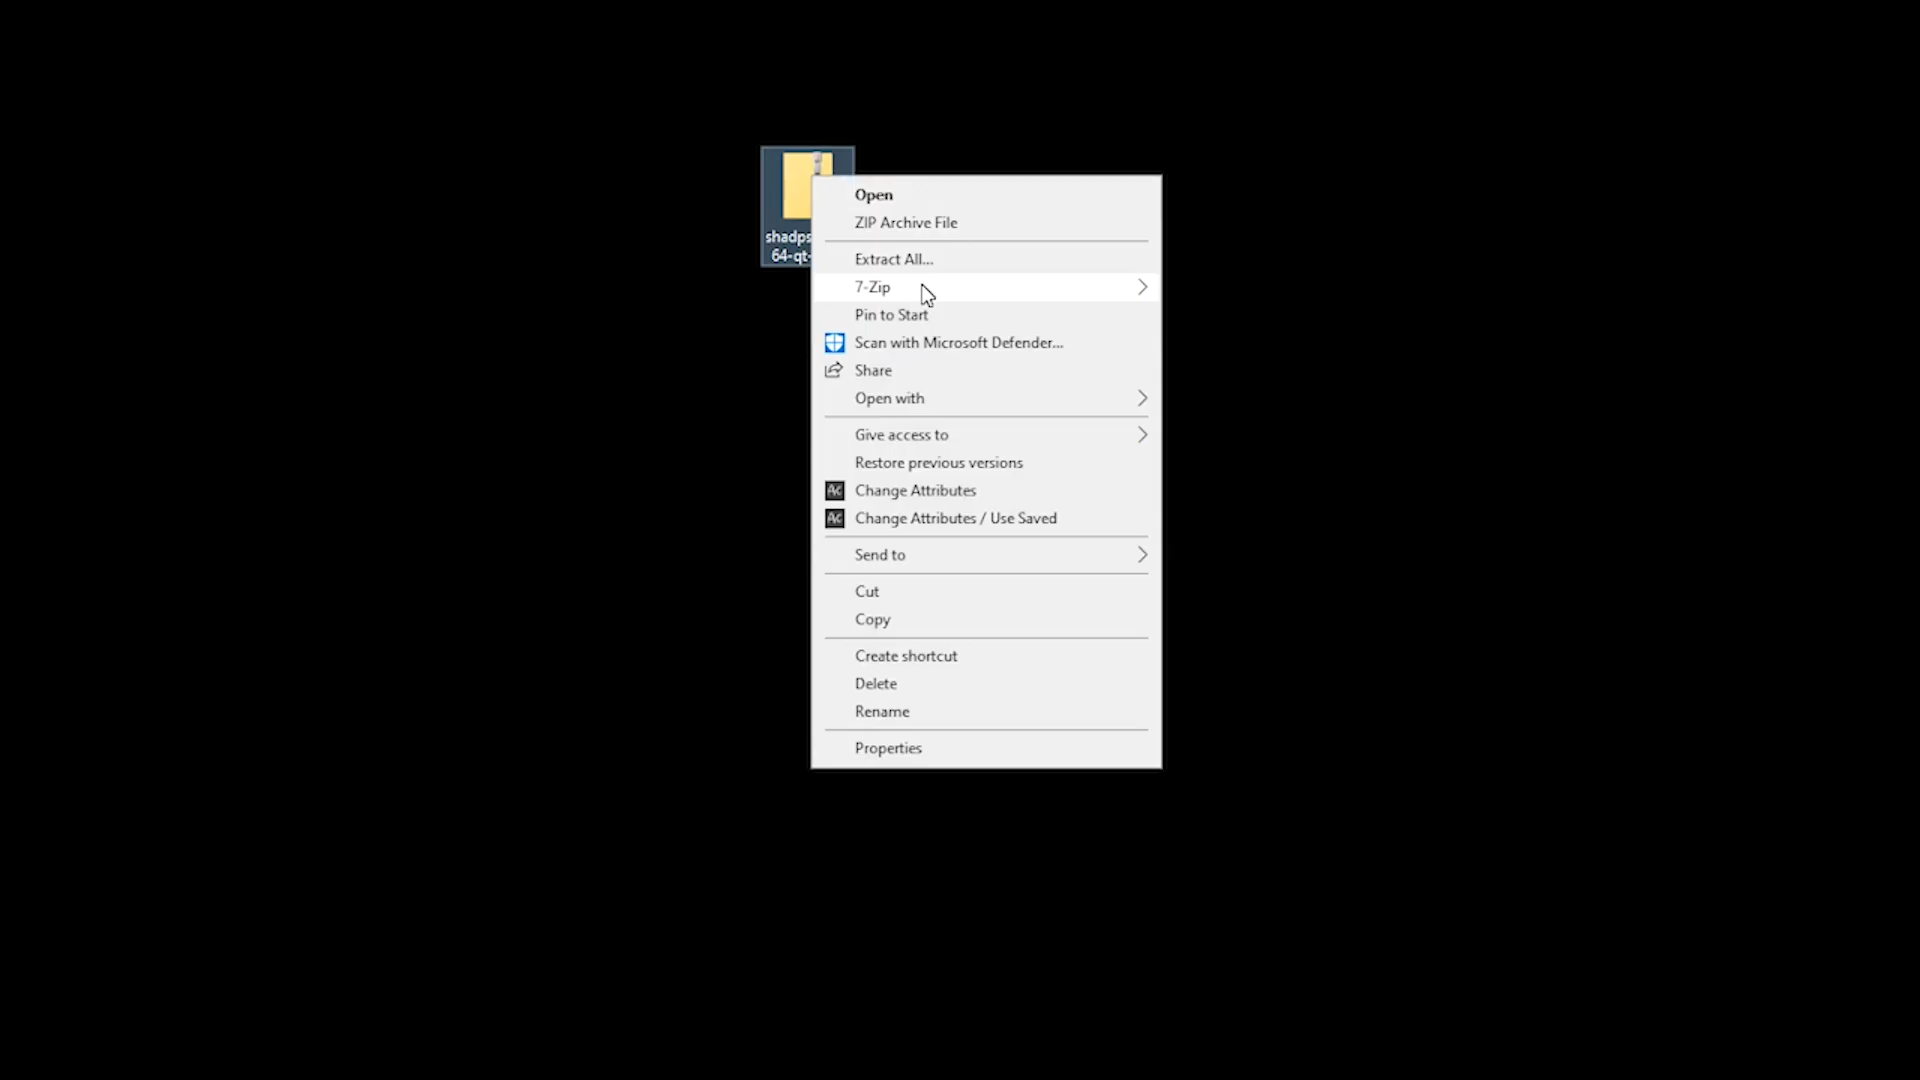 shadps
64-qt-
Open
ZIP Archive File
Extract All...
7-Zip
Pin to Start
Scan with Microsoft Defender...
Share
Open with
Give access to
Restore previous versions
Change Attributes
Change Attributes / Use Saved
Send to
Cut
Copy
Create shortcut
Delete
Rename
Properties